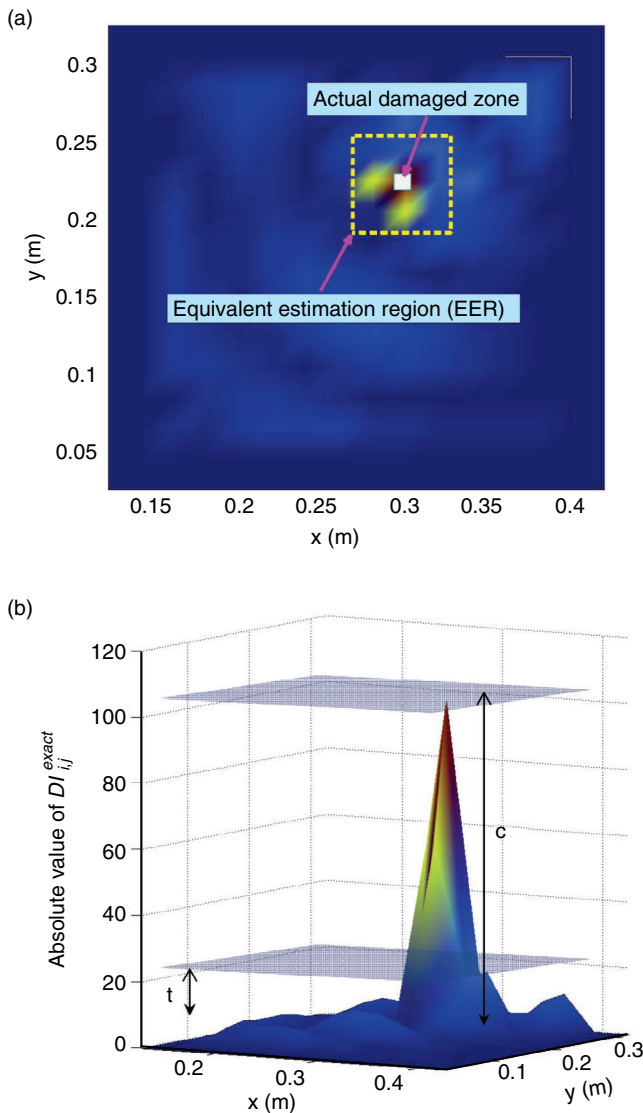 (a)
0.3
0.25
0.2
0.15
0.1
0.05
y (m)
Actual damaged zone
Equivalent estimation region (EER)
0.15 0.2 0.25 0.3 0.35 0.4
x (m)
(b)
120
100
80
60
40
20
0
Absolute value of DI exact i,j
c
t
0.2 0.3 0.4
x (m)
0.1 0.2 0.3
y (m)